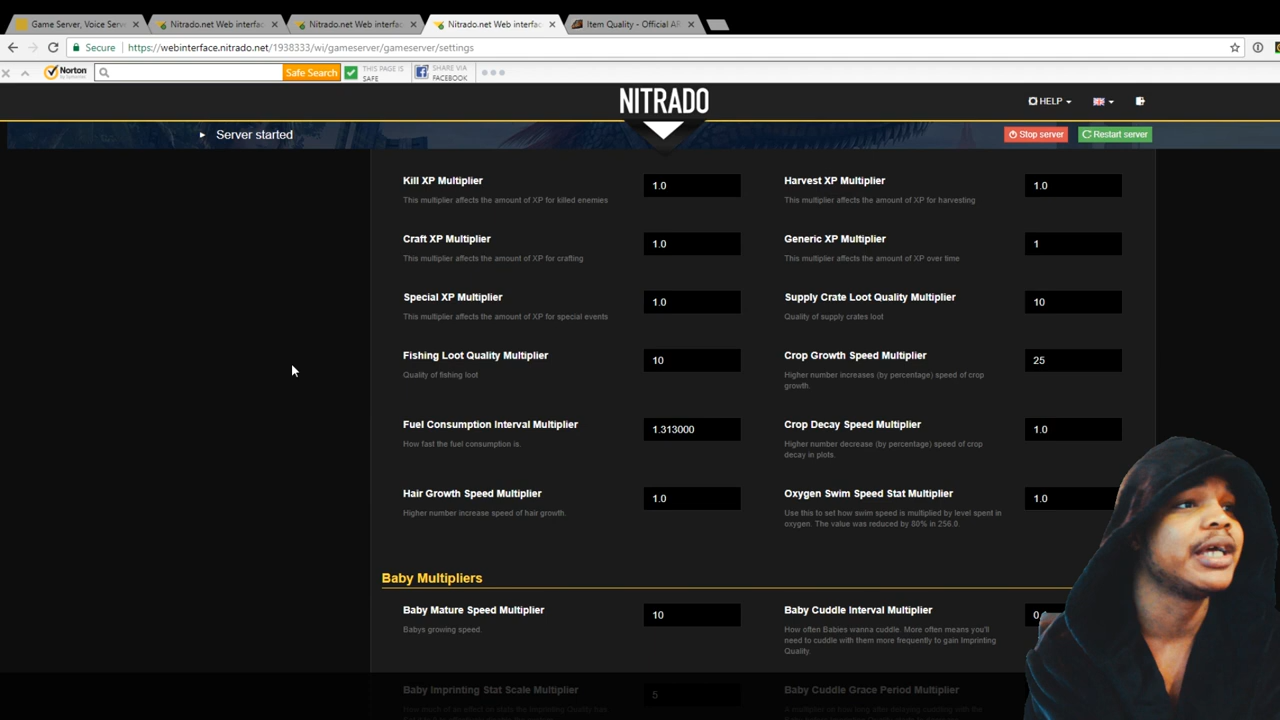 Game Server, Voice Serve
Nitrado.net Web interfac
Nitrado.net Web interfac
Nitrado.net Web interfac
Item Quality - Official AR
Secure
https://webinterface.nitrado.net/1938333/wi/gameserver/gameserver/settings
Norton
Safe Search
THIS PAGE IS
SAFE
SHARE VIA
FACEBOOK
NITRADO
HELP
Server started
Stop server
Restart server
Kill XP Multiplier
1.0
This multiplier affects the amount of XP for killed enemies
Harvest XP Multiplier
1.0
This multiplier affects the amount of XP for harvesting
Craft XP Multiplier
1.0
This multiplier affects the amount of XP for crafting
Generic XP Multiplier
1
This multiplier affects the amount of XP over time
Special XP Multiplier
1.0
This multiplier affects the amount of XP for special events
Supply Crate Loot Quality Multiplier
10
Quality of supply crates loot
Fishing Loot Quality Multiplier
10
Quality of fishing loot
Crop Growth Speed Multiplier
25
Higher number increases (by percentage) speed of crop
growth.
Fuel Consumption Interval Multiplier
1.313000
How fast the fuel consumption is.
Crop Decay Speed Multiplier
1.0
Higher number decrease (by percentage) speed of crop
decay in plots.
Hair Growth Speed Multiplier
1.0
Higher number increase speed of hair growth.
Oxygen Swim Speed Stat Multiplier
1.0
Use this to set how swim speed is multiplied by level spent in
oxygen. The value was reduced by 80% in 256.0.
Baby Multipliers
Baby Mature Speed Multiplier
10
Babys growing speed.
Baby Cuddle Interval Multiplier
How often Babies wanna cuddle. More often means you'll
need to cuddle with them more frequently to gain Imprinting
Quality.
Baby Imprinting Stat Scale Multiplier
5
Baby Cuddle Grace Period Multiplier